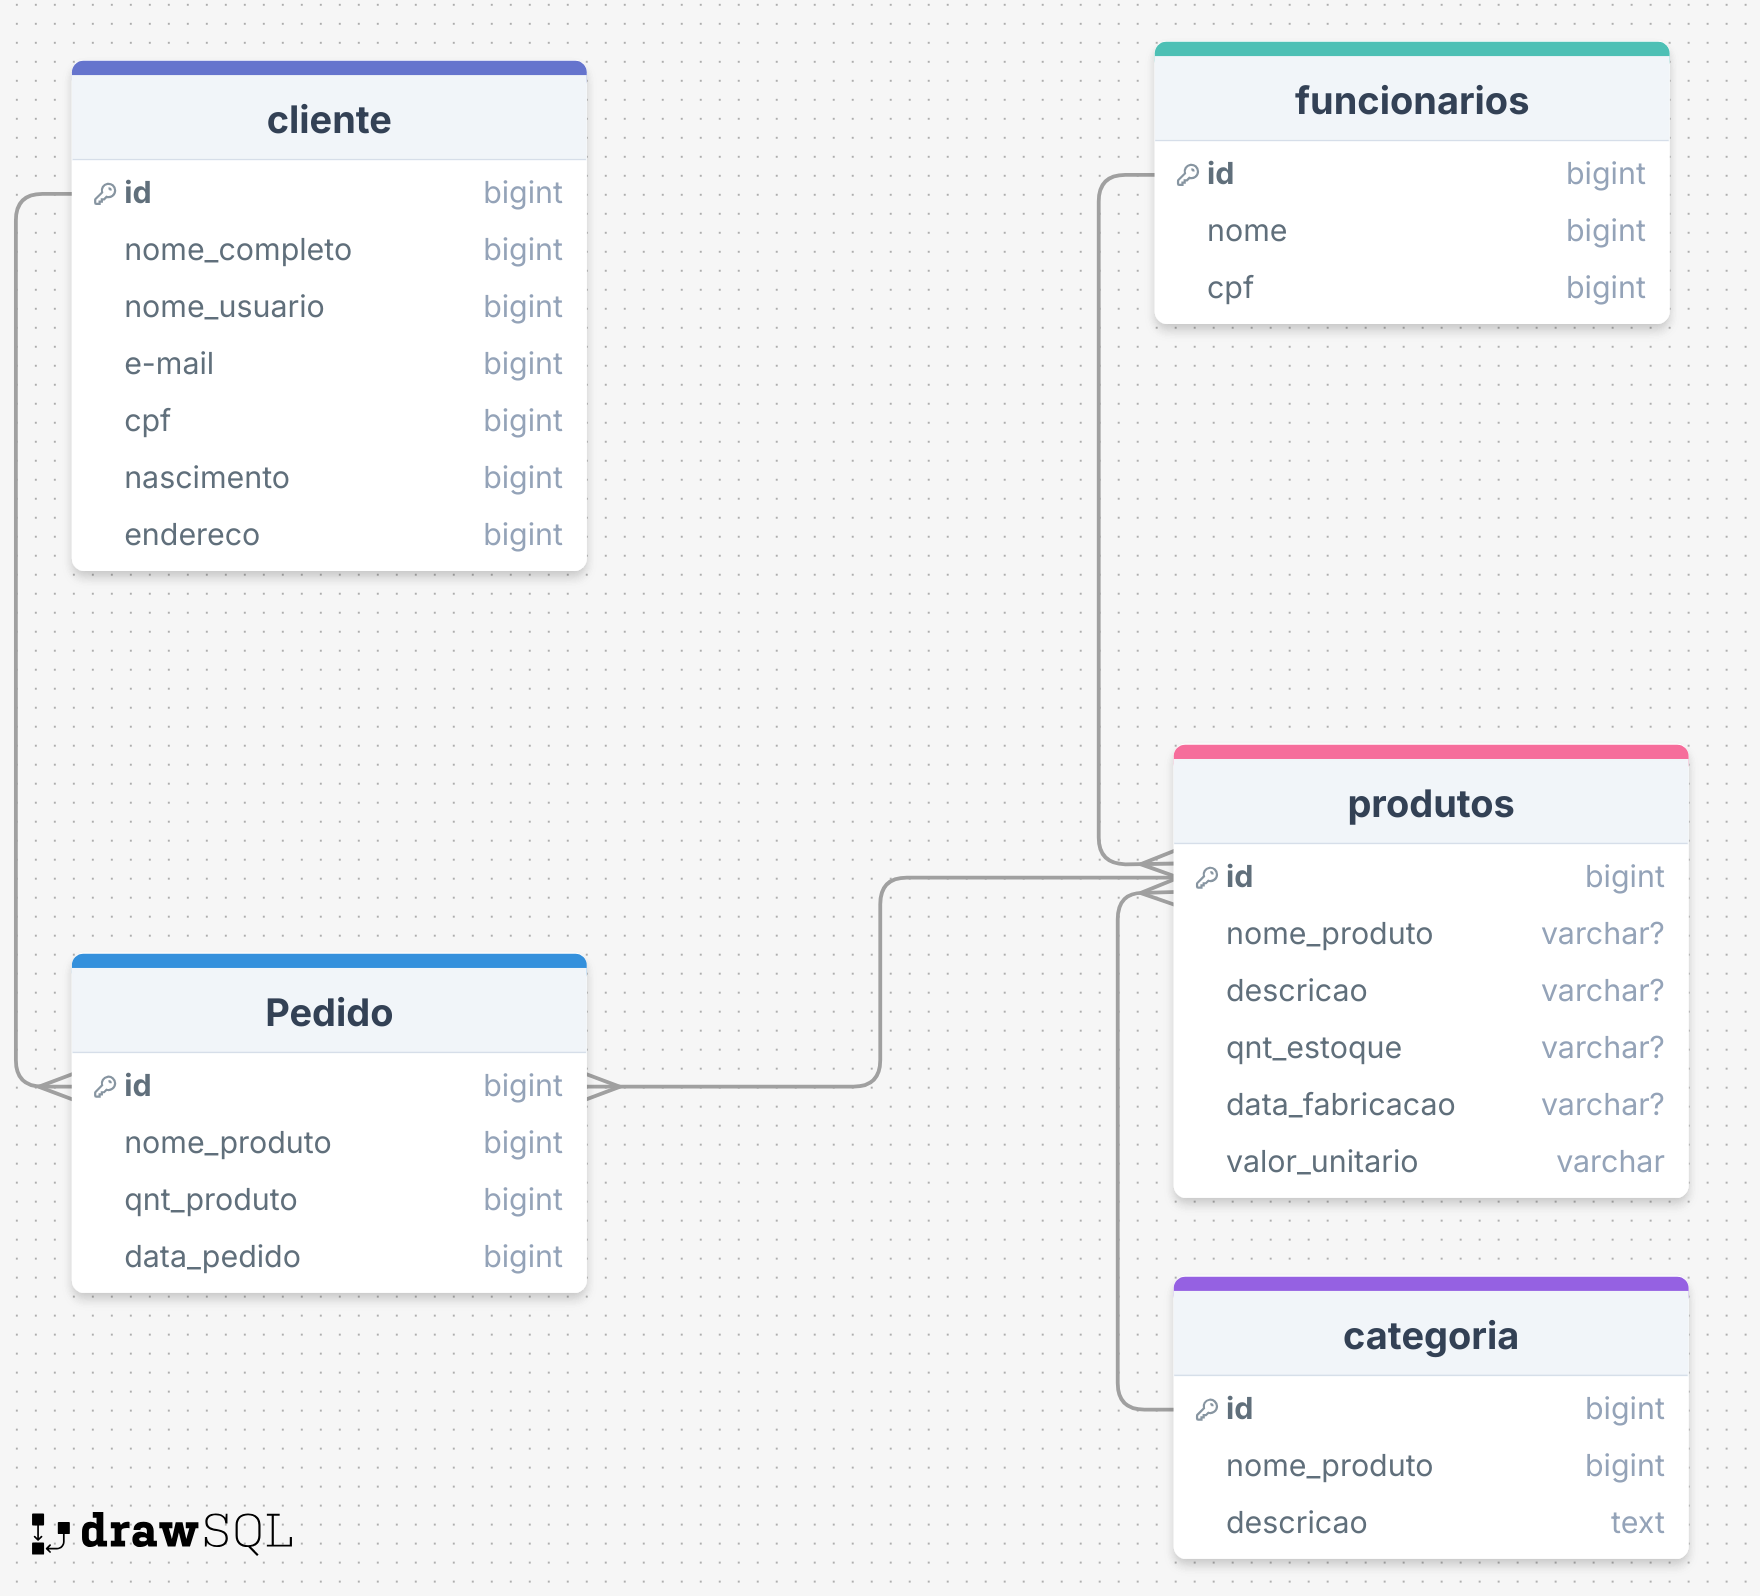 cliente
id bigint
nome_completo bigint
nome_usuario bigint
e-mail bigint
cpf bigint
nascimento bigint
endereco bigint
funcionarios
id bigint
nome bigint
cpf bigint
produtos
id bigint
nome_produto varchar?
descricao varchar?
qnt_estoque varchar?
data_fabricacao varchar?
valor_unitario varchar
Pedido
id bigint
nome_produto bigint
qnt_produto bigint
data_pedido bigint
categoria
id bigint
nome_produto bigint
descricao text
drawSQL